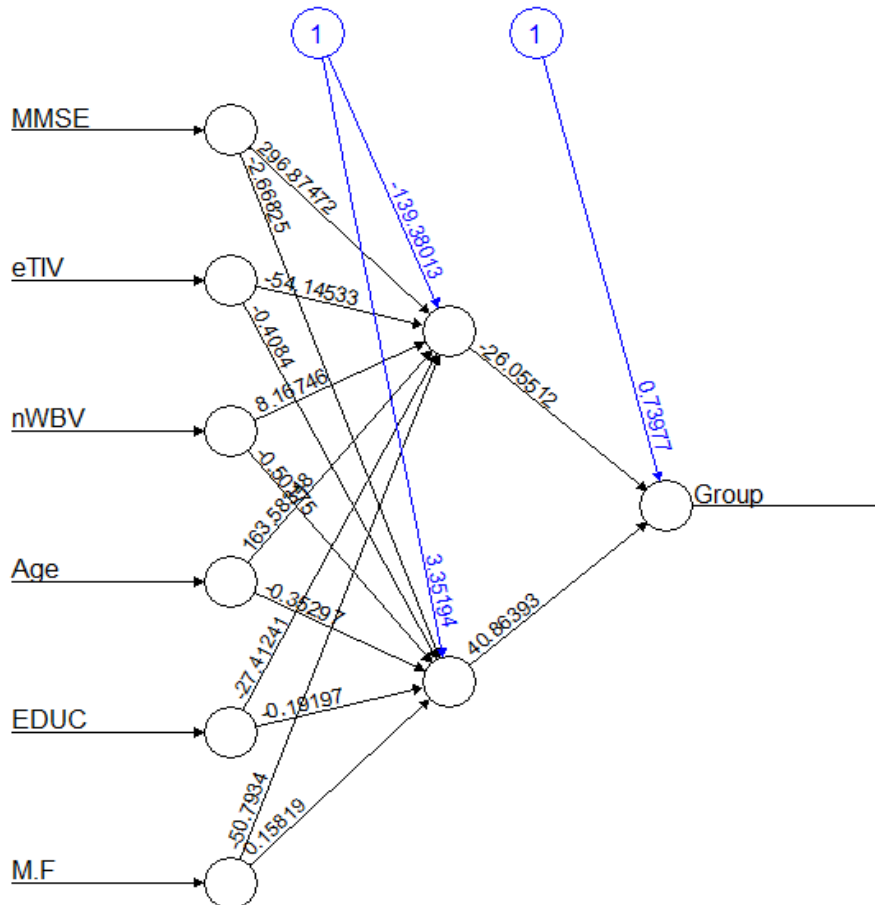 1
1
MMSE
296.87472
-2.66825
-139.38013
eTIV
-54.14533
-0.4084
-26.05512
nWBV
8.16746
0.73977
Group
Age
-0.35297
3.35194
40.86393
EDUC
-27.41241
-0.19197
M.F
-50.7934
0.15819